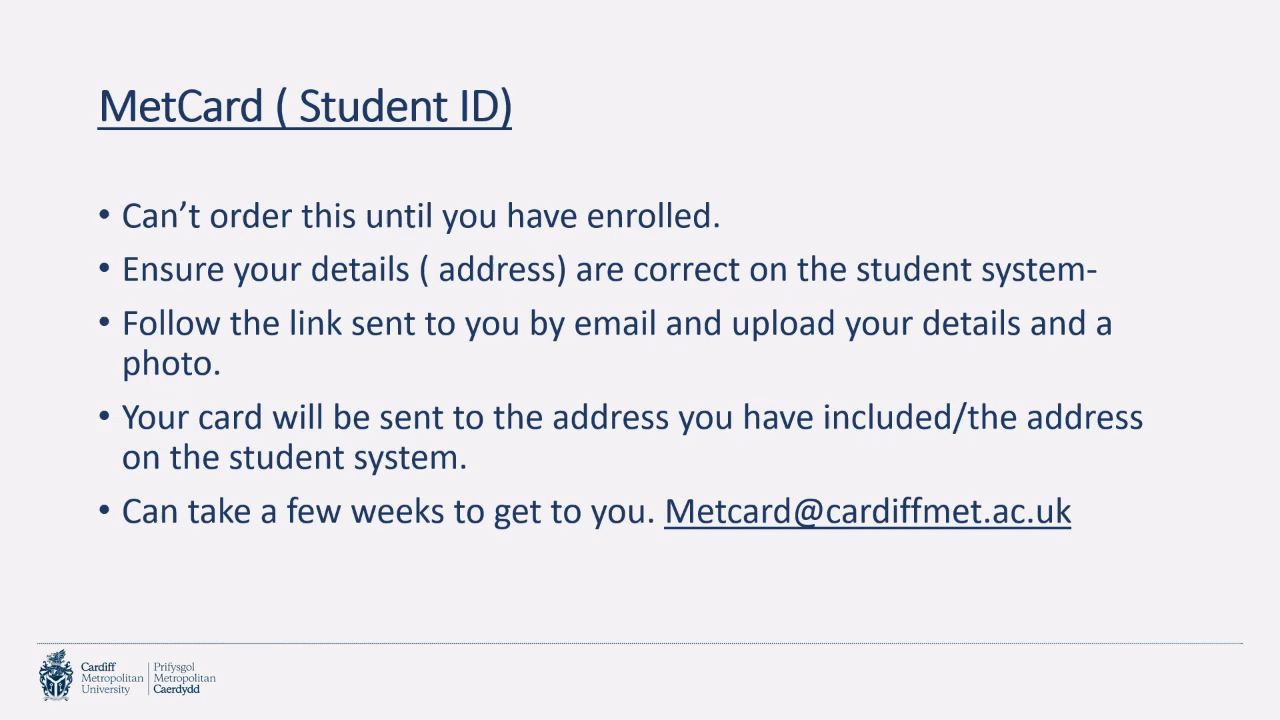 MetCard ( Student ID)
• Can’t order this until you have enrolled.
• Ensure your details ( address) are correct on the student system-
• Follow the link sent to you by email and upload your details and a
photo.
• Your card will be sent to the address you have included/the address
on the student system.
• Can take a few weeks to get to you. Metcard@cardiffmet.ac.uk
Cardiff
Metropolitan
University
Prifysgol
Metropolitan
Caerdydd